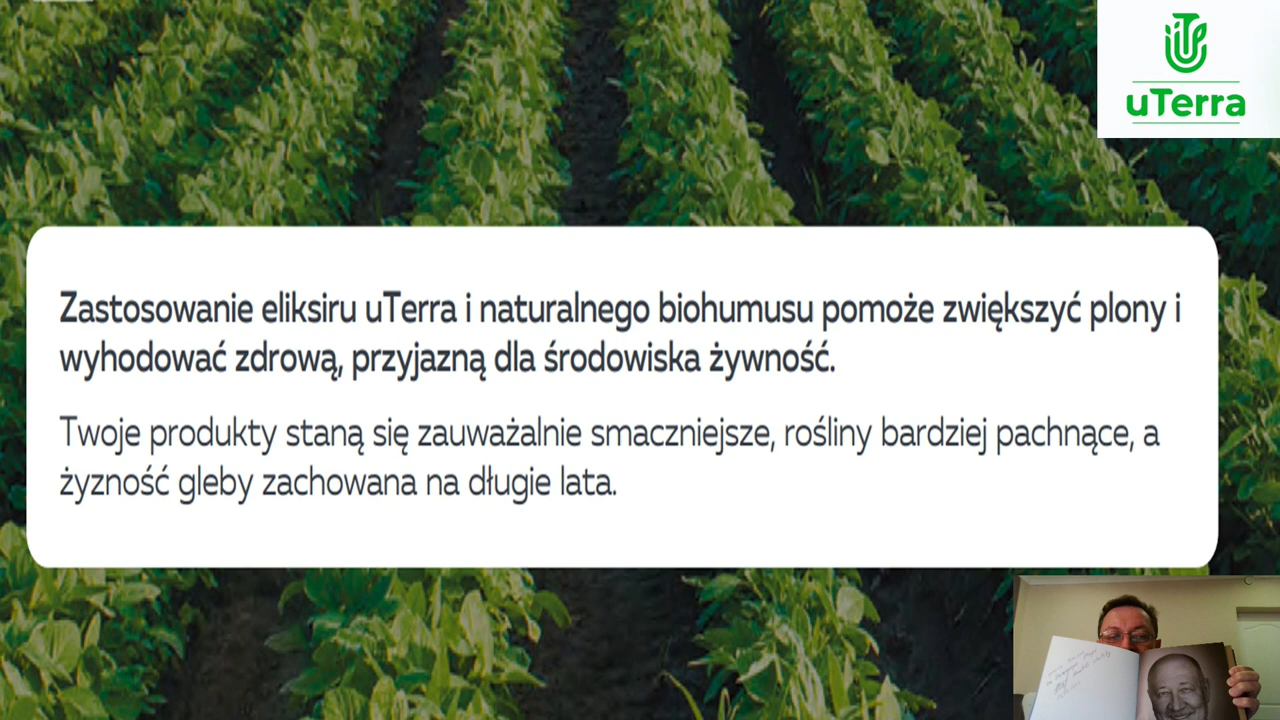 uTerra
Zastosowanie eliksiru uTerra i naturalnego biohumusu pomoże zwiększyć plony i
wyhodować zdrową, przyjazną dla środowiska żywność.
Twoje produkty staną się zauważalnie smaczniejsze, rośliny bardziej pachnące, a
żyzność gleby zachowana na długie lata.